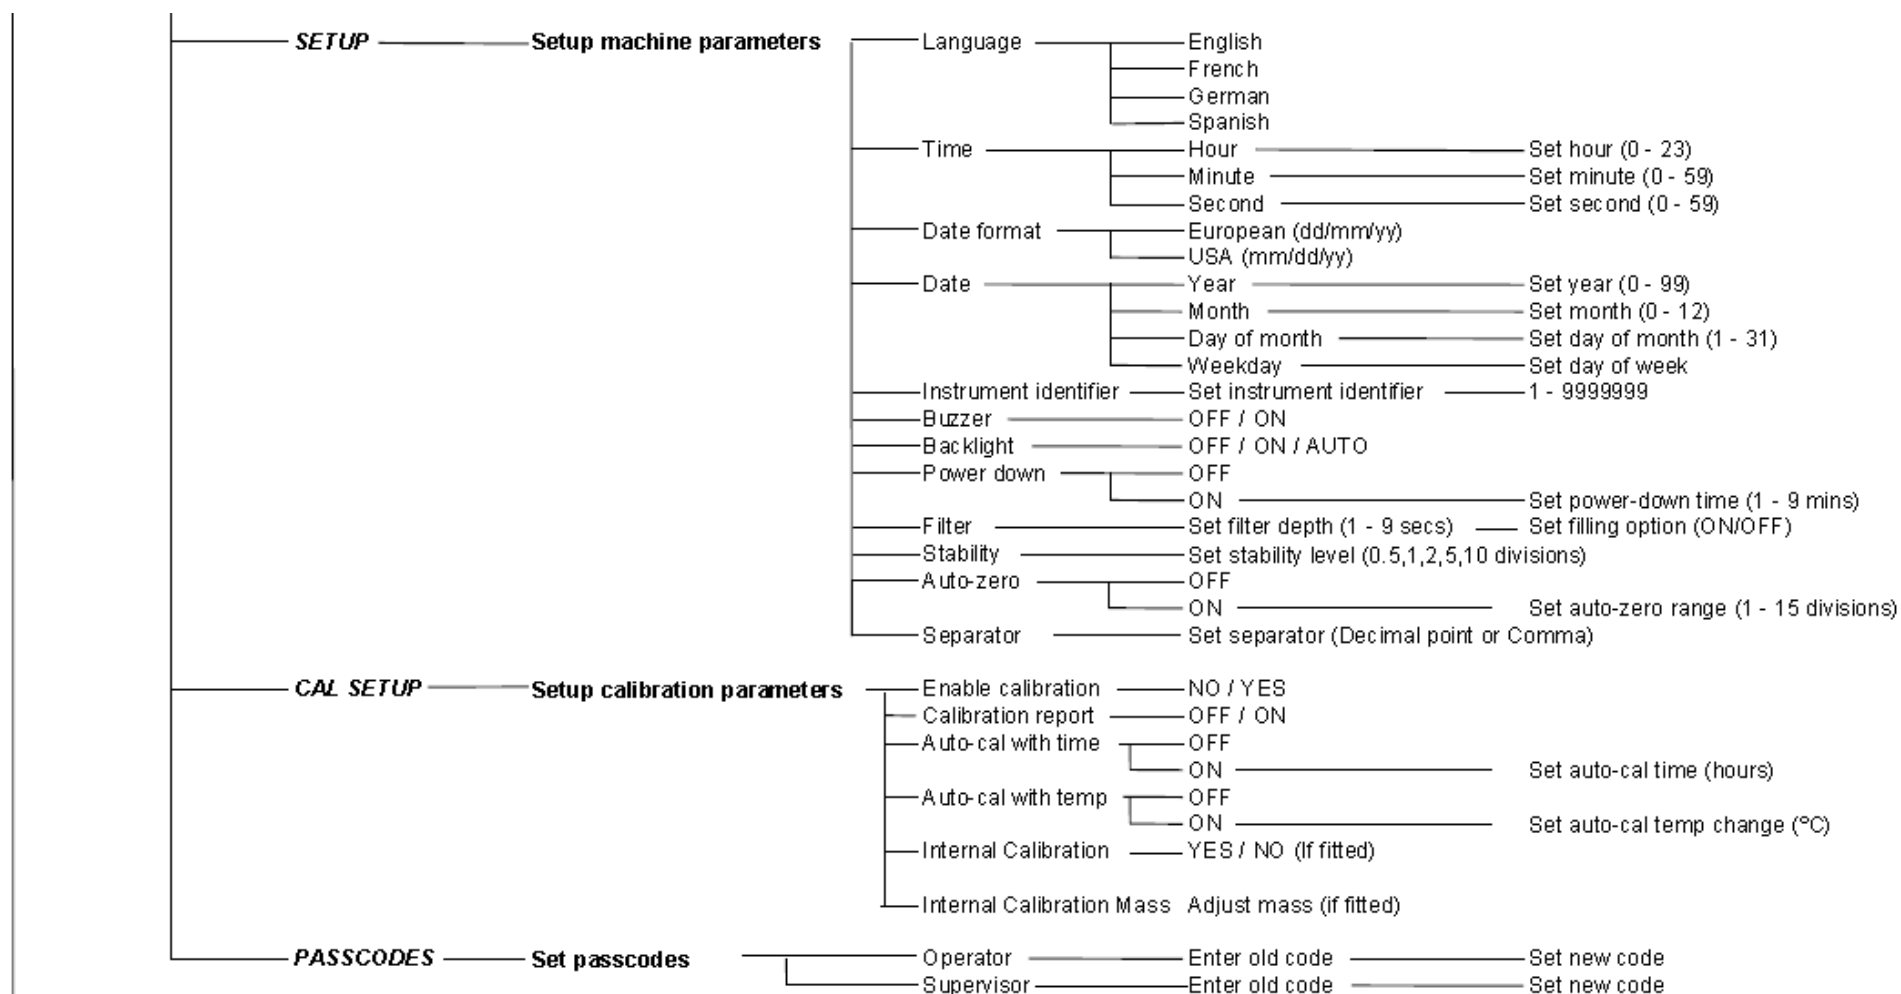 SETUP Setup machine parameters Language English
French
German
Spanish
Time Hour Set hour (0 - 23)
Minute Set minute (0 - 59)
Second Set second (0 - 59)
Date format European (dd/mm/yy)
USA (mm/dd/yy)
Date Year Set year (0 - 99)
Month Set month (0 - 12)
Day of month Set day of month (1 - 31)
Weekday Set day of week
Instrument identifier Set instrument identifier 1 - 9999999
Buzzer OFF / ON
Backlight OFF / ON / AUTO
Power down OFF
ON Set power-down time (1 - 9 mins)
Filter Set filter depth (1 - 9 secs) Set filling option (ON/OFF)
Stability Set stability level (0.5,1,2,5,10 divisions)
Auto-zero OFF
ON Set auto-zero range (1 - 15 divisions)
Separator Set separator (Decimal point or Comma)
CAL SETUP Setup calibration parameters Enable calibration NO / YES
Calibration report OFF / ON
Auto-cal with time OFF
ON Set auto-cal time (hours)
Auto-cal with temp OFF
ON Set auto-cal temp change (°C)
Internal Calibration YES / NO (If fitted)
Internal Calibration Mass Adjust mass (if fitted)
PASSCODES Set passcodes Operator Enter old code Set new code
Supervisor Enter old code Set new code